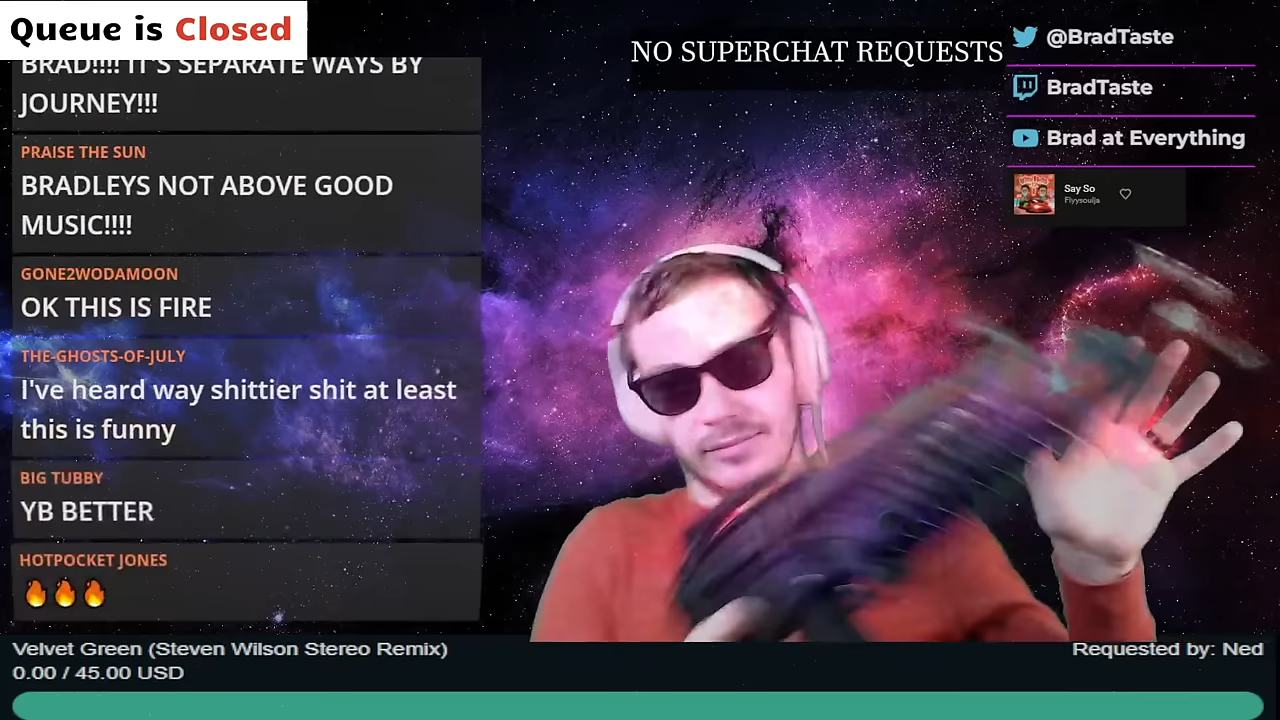 Queue is Closed
BRAD!!!! IT'S SEPARATE WAYS BY
JOURNEY!!!
PRAISE THE SUN
BRADLEYS NOT ABOVE GOOD
MUSIC!!!!
GONE2WODAMOON
OK THIS IS FIRE
THE-GHOSTS-OF-JULY
I've heard way shittier shit at least
this is funny
BIG TUBBY
YB BETTER
HOTPOCKET JONES
🔥🔥🔥
NO SUPERCHAT REQUESTS
@BradTaste
BradTaste
Brad at Everything
Say So
Flyysoulja
Velvet Green (Steven Wilson Stereo Remix)
Requested by: Ned
0.00 / 45.00 USD